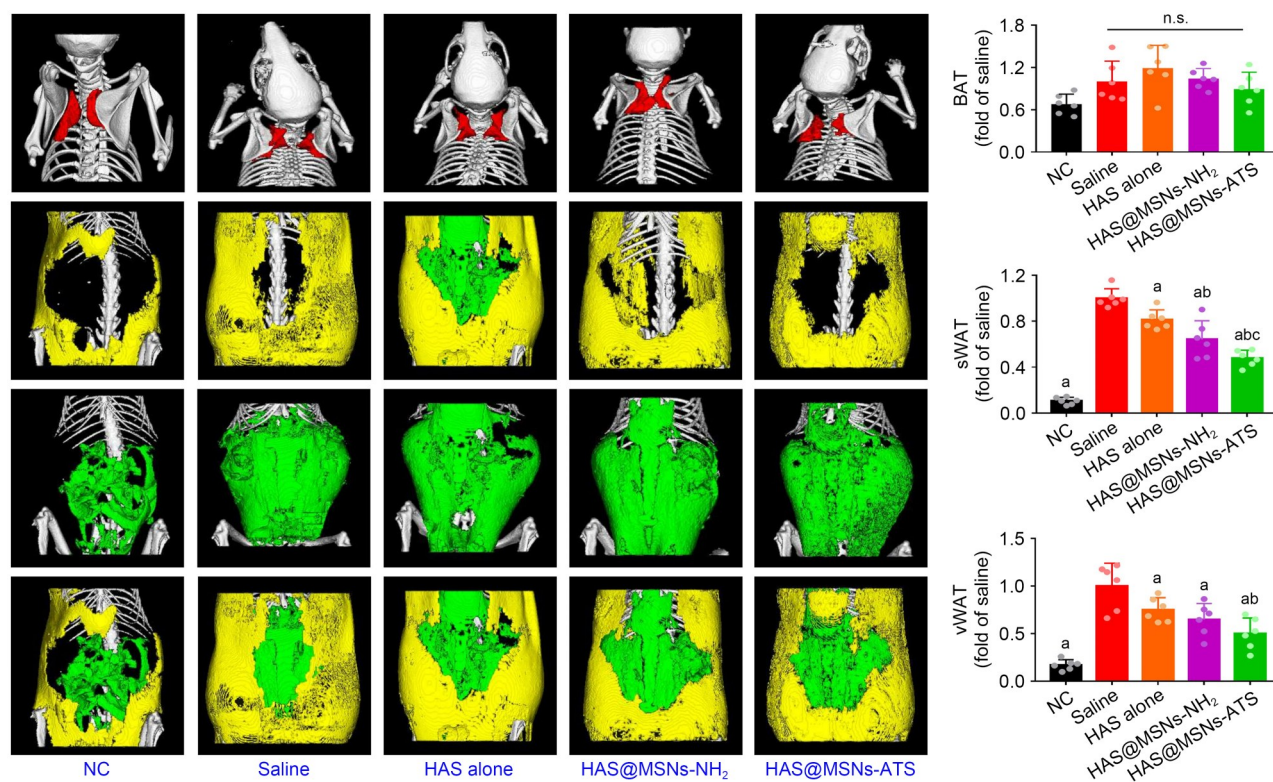 NC
Saline
HAS alone
HAS@MSNs-NH₂
HAS@MSNs-ATS
BAT
(fold of saline)
1.8
1.2
0.6
0.0
n.s.
NC
Saline
HAS alone
HAS@MSNs-NH₂
HAS@MSNs-ATS
sWAT
(fold of saline)
1.2
0.8
0.4
0.0
a
a
ab
abc
NC
Saline
HAS alone
HAS@MSNs-NH₂
HAS@MSNs-ATS
vWAT
(fold of saline)
1.5
1.0
0.5
0.0
a
a
a
ab
NC
Saline
HAS alone
HAS@MSNs-NH₂
HAS@MSNs-ATS